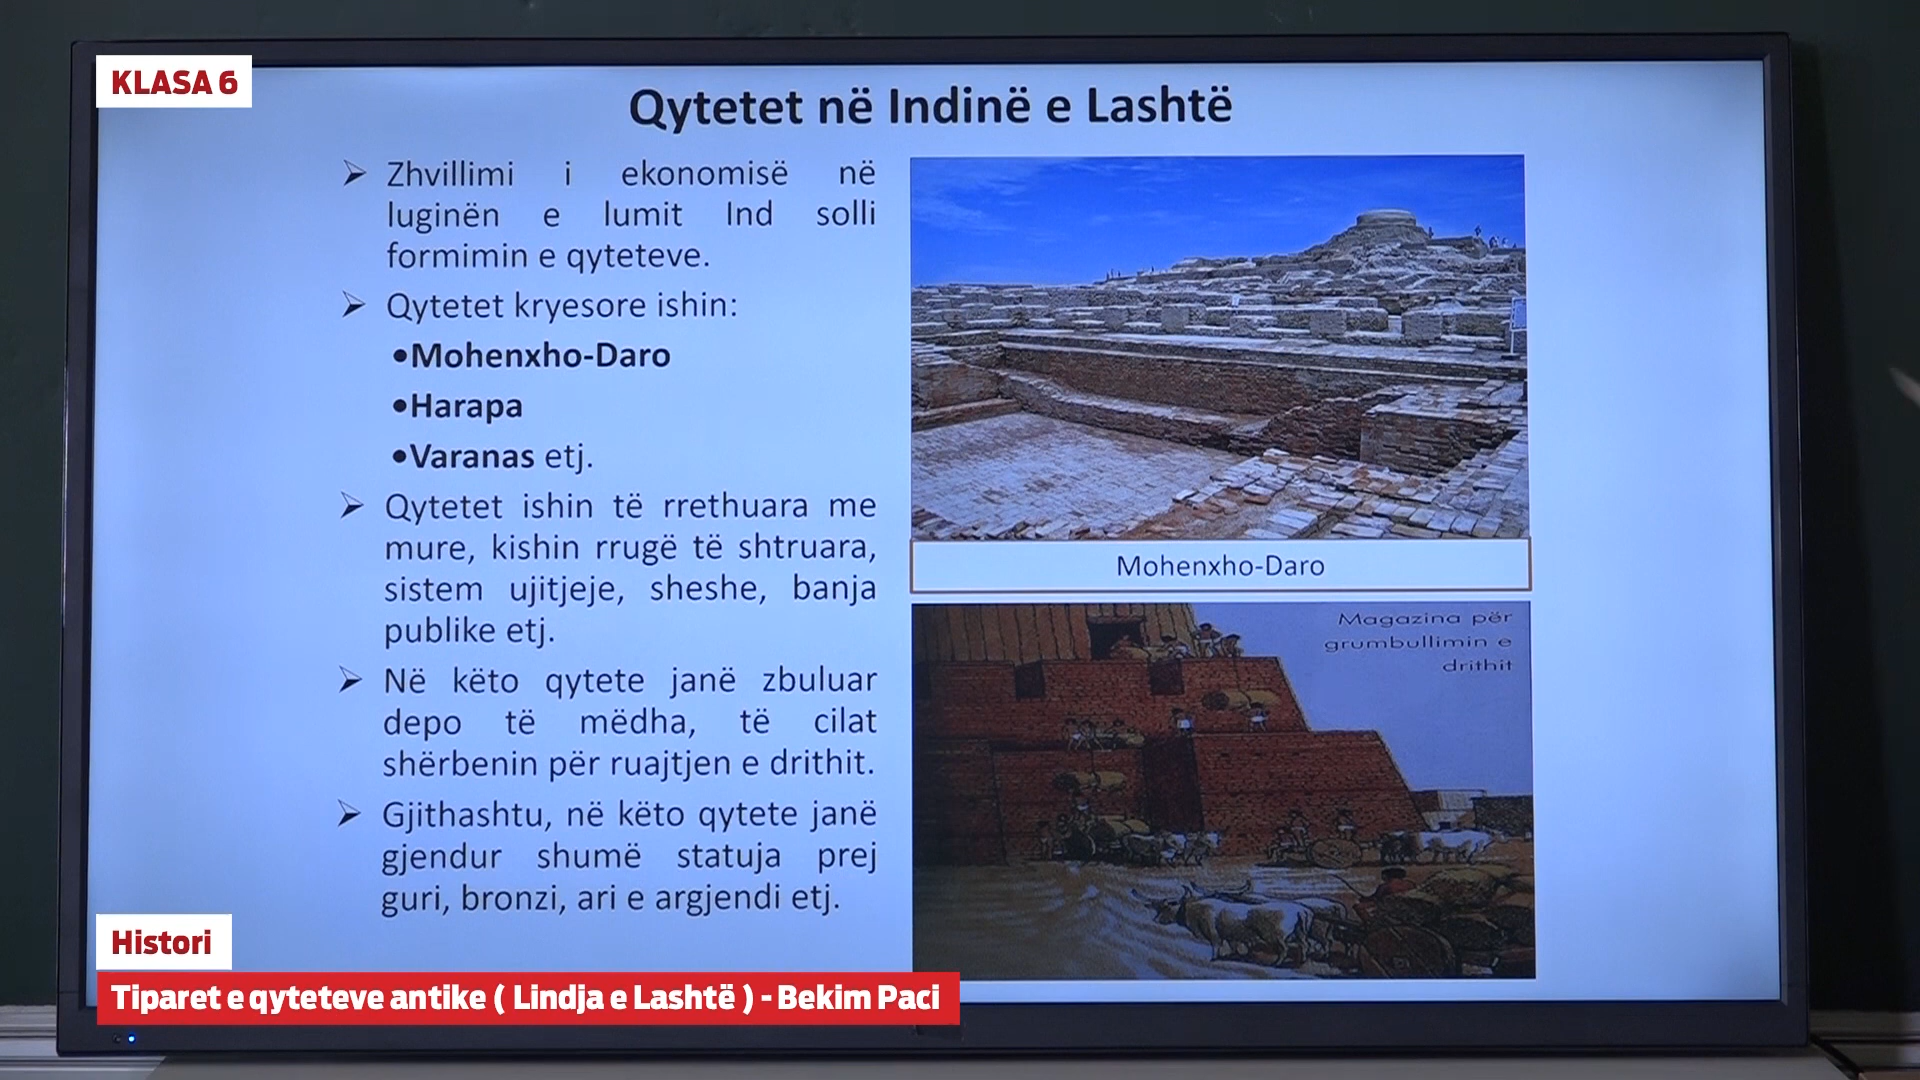 KLASA 6
Qytetet në Indinë e Lashtë
➢ Zhvillimi i ekonomisë në
luginën e lumit Ind solli
formimin e qyteteve.
➢ Qytetet kryesore ishin:
•Mohenxho-Daro
•Harapa
•Varanas etj.
➢ Qytetet ishin të rrethuara me
mure, kishin rrugë të shtruara,
sistem ujitjeje, sheshe, banja
publike etj.
➢ Në këto qytete janë zbuluar
depo të mëdha, të cilat
shërbenin për ruajtjen e drithit.
➢ Gjithashtu, në këto qytete janë
gjendur shumë statuja prej
guri, bronzi, ari e argjendi etj.
Mohenxho-Daro
Magazina për
grumbullimin e
drithit
Histori
Tiparet e qyteteve antike ( Lindja e Lashtë ) - Bekim Paci